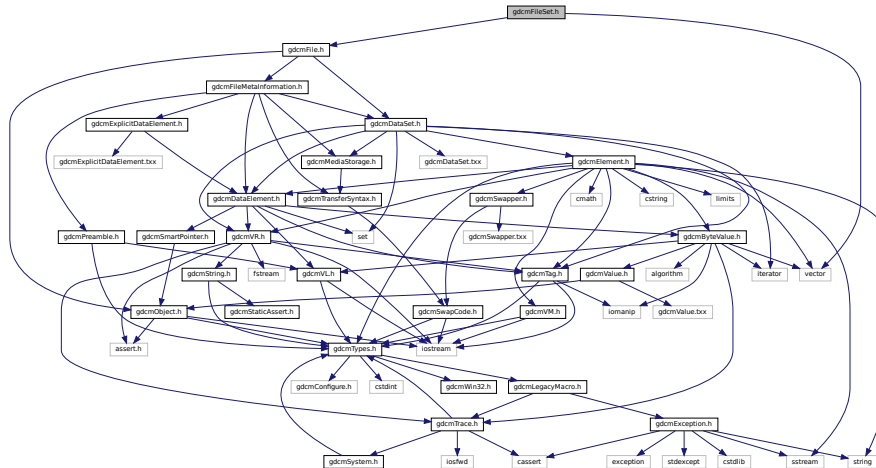 gdcmFileSet.h
gdcmFile.h
gdcmFileMetaInformation.h
gdcmExplicitDataElement.h
gdcmDataSet.h
gdcmExplicitDataElement.txx
gdcmMediaStorage.h
gdcmDataSet.txx
gdcmElement.h
gdcmDataElement.h
gdcmTransferSyntax.h
gdcmSwapper.h
cmath
cstring
limits
gdcmPreamble.h
gdcmSmartPointer.h
gdcmVR.h
set
gdcmSwapper.txx
gdcmByteValue.h
gdcmString.h
fstream
gdcmVL.h
gdcmTag.h
gdcmValue.h
algorithm
iterator
vector
gdcmObject.h
gdcmStaticAssert.h
gdcmSwapCode.h
gdcmVM.h
iomanip
gdcmValue.txx
assert.h
gdcmTypes.h
iostream
gdcmConfigure.h
cstdint
gdcmWin32.h
gdcmLegacyMacro.h
gdcmTrace.h
gdcmException.h
gdcmSystem.h
iosfwd
cassert
exception
stdexcept
cstdlib
sstream
string